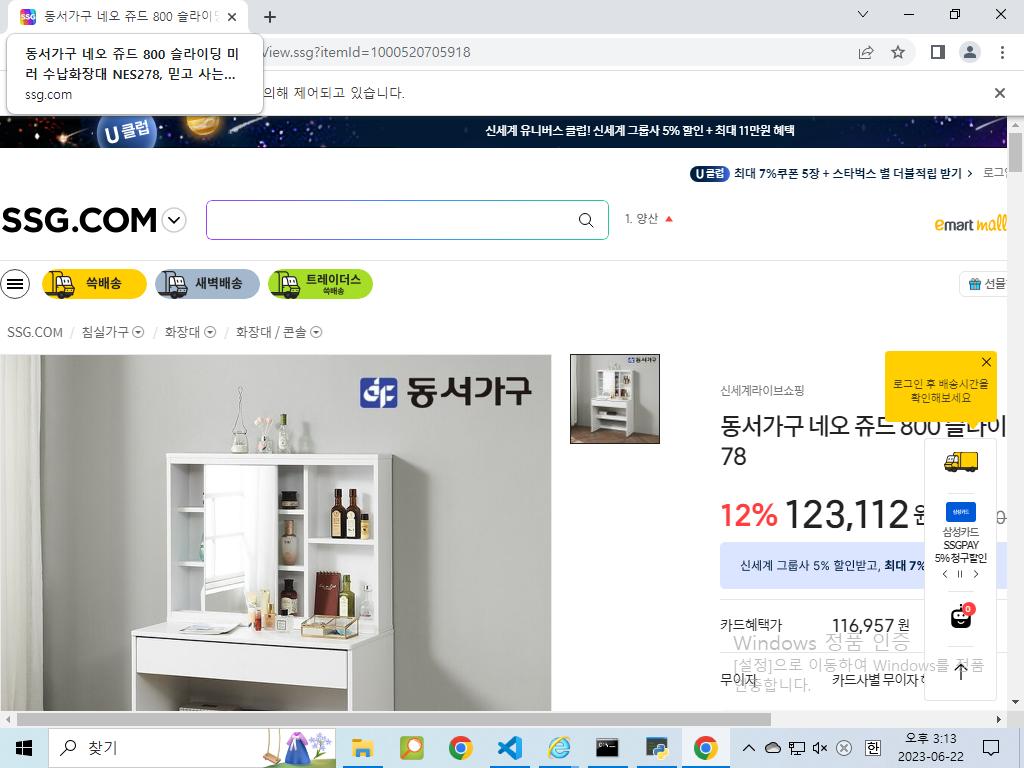 동서가구 네오 쥬드 800 슬라이딩
동서가구 네오 쥬드 800 슬라이딩 미
러 수납화장대 NES278, 믿고 사는...
ssg.com
View.ssg?itemId=1000520705918
의해 제어되고 있습니다.
U클럽
신세계 유니버스 클럽! 신세계 그룹사 5% 할인 + 최대 11만원 혜택
U 클럽 최대 7%쿠폰 5장 + 스타벅스 별 더블적립 받기 > 로그인
SSG.COM
1. 양산
emart mall
쓱배송
새벽배송
트레이더스
쓱배송
선물
SSG.COM / 침실가구 / 화장대 / 화장대 / 콘솔
동서가구
동서가구
신세계라이브쇼핑
로그인 후 배송시간을
확인해보세요
동서가구 네오 쥬드 800 슬라이
78
12% 123,112 원
삼성카드
삼성카드
SSGPAY
5% 청구할인
신세계 그룹사 5% 할인받고, 최대 7%
0
카드혜택가 116,957 원
Windows 정품 인증
[설정]으로 이동하여 Windows를 정품
인증합니다.
무이자 카드사별 무이자
찾기
오후 3:13
2023-06-22
한